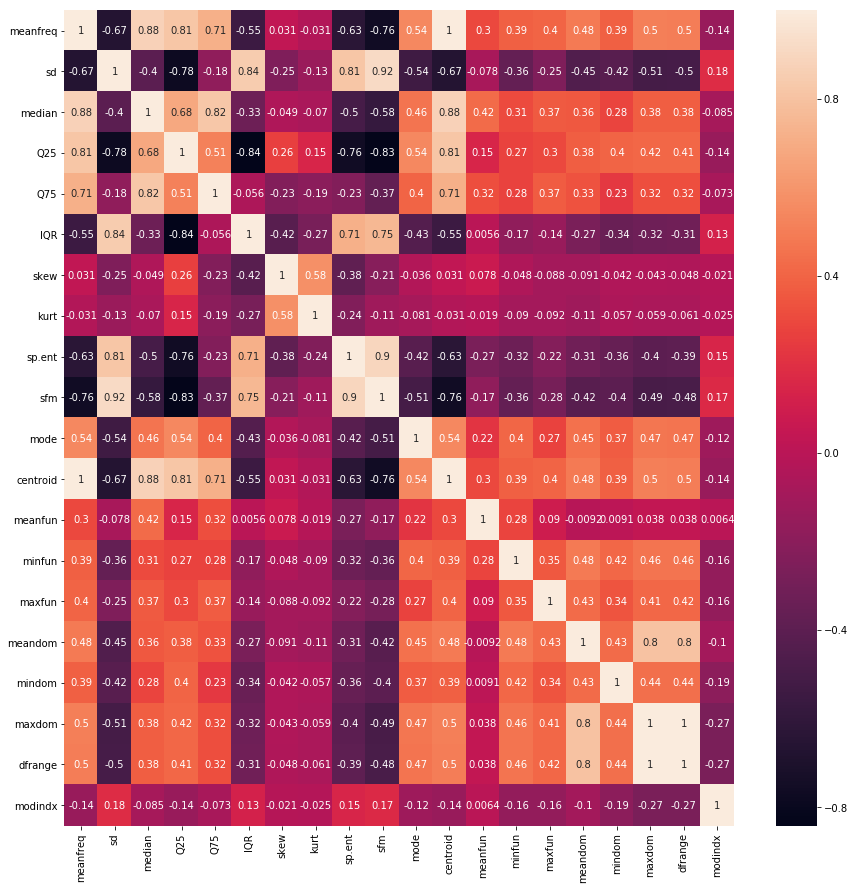 meanfreq 1 -0.67 0.88 0.81 0.71 -0.55 0.031 -0.031 -0.63 -0.76 0.54 1 0.3 0.39 0.4 0.48 0.39 0.5 0.5 -0.14
sd -0.67 1 -0.4 -0.78 -0.18 0.84 -0.25 -0.13 0.81 0.92 -0.54 -0.67 -0.078 -0.36 -0.25 -0.45 -0.42 -0.51 -0.5 0.18
0.8
median 0.88 -0.4 1 0.68 0.82 -0.33 -0.049 -0.07 -0.5 -0.58 0.46 0.88 0.42 0.31 0.37 0.36 0.28 0.38 0.38 -0.085
Q25 0.81 -0.78 0.68 1 0.51 -0.84 0.26 0.15 -0.76 -0.83 0.54 0.81 0.15 0.27 0.3 0.38 0.4 0.42 0.41 -0.14
Q75 0.71 -0.18 0.82 0.51 1 -0.056 -0.23 -0.19 -0.23 -0.37 0.4 0.71 0.32 0.28 0.37 0.33 0.23 0.32 0.32 -0.073
IQR -0.55 0.84 -0.33 -0.84 -0.056 1 -0.42 -0.27 0.71 0.75 -0.43 -0.55 0.0056 -0.17 -0.14 -0.27 -0.34 -0.32 -0.31 0.13
skew 0.031 -0.25 -0.049 0.26 -0.23 -0.42 1 0.58 -0.38 -0.21 -0.036 0.031 0.078 -0.048 -0.088 -0.091 -0.042 -0.043 -0.048 -0.021
0.4
kurt -0.031 -0.13 -0.07 0.15 -0.19 -0.27 0.58 1 -0.24 -0.11 -0.081 -0.031 -0.019 -0.09 -0.092 -0.11 -0.057 -0.059 -0.061 -0.025
sp.ent -0.63 0.81 -0.5 -0.76 -0.23 0.71 -0.38 -0.24 1 0.9 -0.42 -0.63 -0.27 -0.32 -0.22 -0.31 -0.36 -0.4 -0.39 0.15
sfm -0.76 0.92 -0.58 -0.83 -0.37 0.75 -0.21 -0.11 0.9 1 -0.51 -0.76 -0.17 -0.36 -0.28 -0.42 -0.4 -0.49 -0.48 0.17
mode 0.54 -0.54 0.46 0.54 0.4 -0.43 -0.036 -0.081 -0.42 -0.51 1 0.54 0.22 0.4 0.27 0.45 0.37 0.47 0.47 -0.12
0.0
centroid 1 -0.67 0.88 0.81 0.71 -0.55 0.031 -0.031 -0.63 -0.76 0.54 1 0.3 0.39 0.4 0.48 0.39 0.5 0.5 -0.14
meanfun 0.3 -0.078 0.42 0.15 0.32 0.0056 0.078 -0.019 -0.27 -0.17 0.22 0.3 1 0.28 0.09 -0.0092 0.0091 0.038 0.038 0.0064
minfun 0.39 -0.36 0.31 0.27 0.28 -0.17 -0.048 -0.09 -0.32 -0.36 0.4 0.39 0.28 1 0.35 0.48 0.42 0.46 0.46 -0.16
maxfun 0.4 -0.25 0.37 0.3 0.37 -0.14 -0.088 -0.092 -0.22 -0.28 0.27 0.4 0.09 0.35 1 0.43 0.34 0.41 0.42 -0.16
−0.4
meandom 0.48 -0.45 0.36 0.38 0.33 -0.27 -0.091 -0.11 -0.31 -0.42 0.45 0.48 -0.0092 0.48 0.43 1 0.43 0.8 0.8 -0.1
mindom 0.39 -0.42 0.28 0.4 0.23 -0.34 -0.042 -0.057 -0.36 -0.4 0.37 0.39 0.0091 0.42 0.34 0.43 1 0.44 0.44 -0.19
maxdom 0.5 -0.51 0.38 0.42 0.32 -0.32 -0.043 -0.059 -0.4 -0.49 0.47 0.5 0.038 0.46 0.41 0.8 0.44 1 1 -0.27
dfrange 0.5 -0.5 0.38 0.41 0.32 -0.31 -0.048 -0.061 -0.39 -0.48 0.47 0.5 0.038 0.46 0.42 0.8 0.44 1 1 -0.27
modindx -0.14 0.18 -0.085 -0.14 -0.073 0.13 -0.021 -0.025 0.15 0.17 -0.12 -0.14 0.0064 -0.16 -0.16 -0.1 -0.19 -0.27 -0.27 1
−0.8
meanfreq sd median Q25 Q75 IQR skew kurt sp.ent sfm mode centroid meanfun minfun maxfun meandom mindom maxdom dfrange modindx